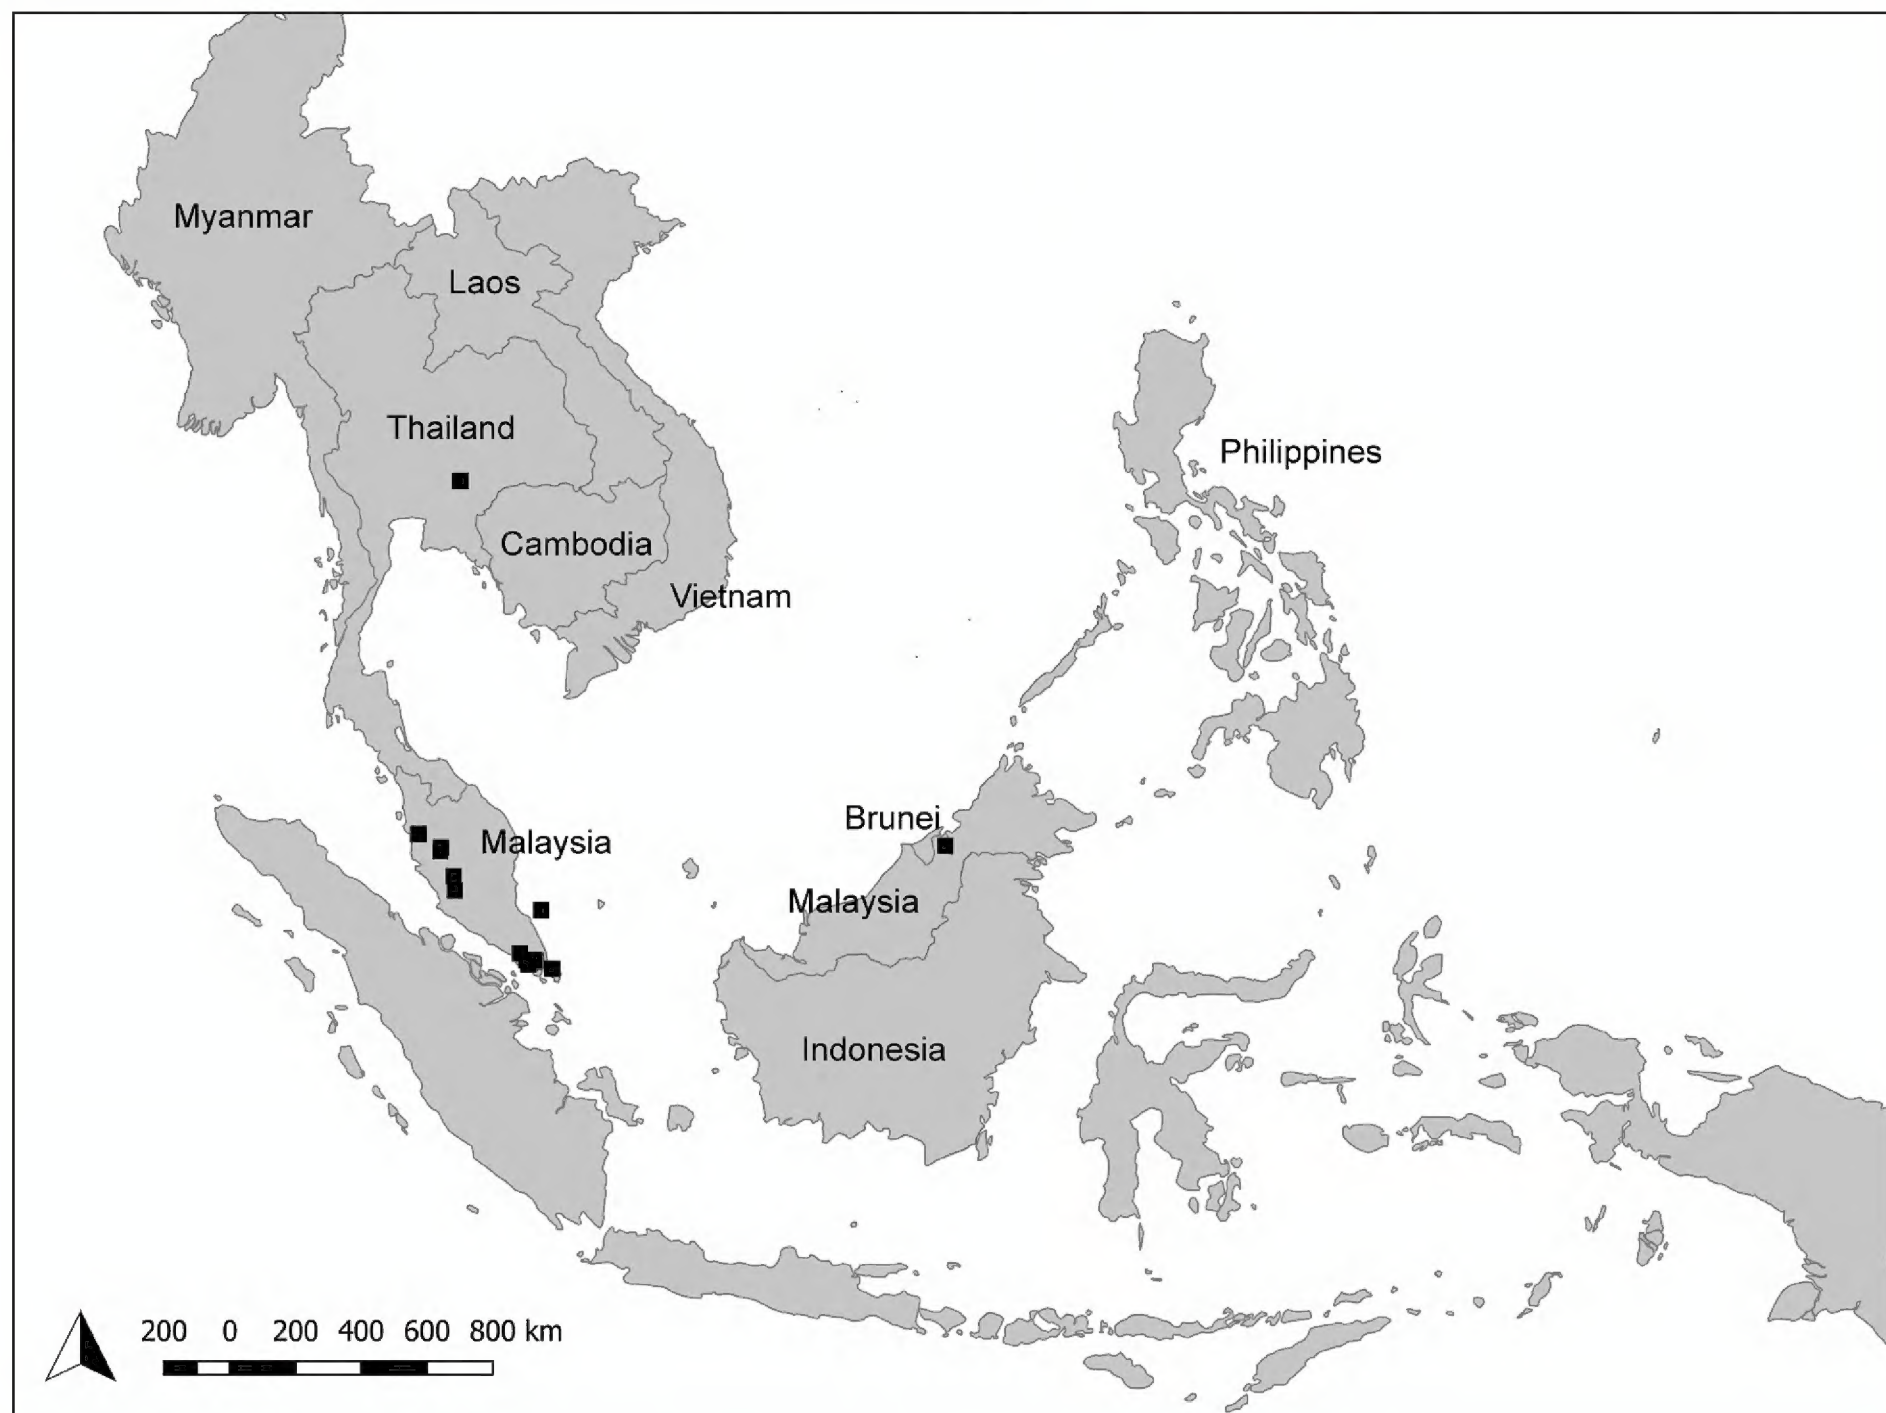 Myanmar
Laos
Thailand
Philippines
Cambodia
Vietnam
Brunei
Malaysia
Malaysia
Indonesia
200 0 200 400 600 800 km